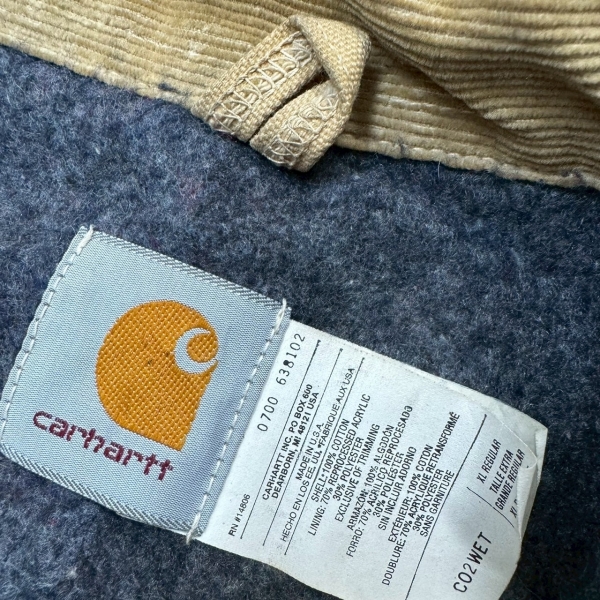 carhartt
RN #14806
0700 638102
CARHARTT, INC. PO BOX 600
DEARBORN, MI 48121 USA
MADE IN U.S.A.
HECHO EN LOS EE. UU. *FABRIQUE AUX USA
SHELL: 100% COTTON
LINING: 70% REPROCESSED ACRYLIC
30% POLYESTER
EXCLUSIVE OF TRIMMING
ARMAZON: 100% ALGODON
FORRO: 70% ACRILICO REPROCESADO
30% POLIESTER
SIN INCLUIR ADORNO
EXTÉRIEUR: 100% COTON
DOUBLURE: 70% ACRYLIQUE RETRANSFORMÉ
30% POLYESTER
SANS GARNITURE
CO2WET
XL REGULAR
TALLE EXTRA
GRANDE REGULAR